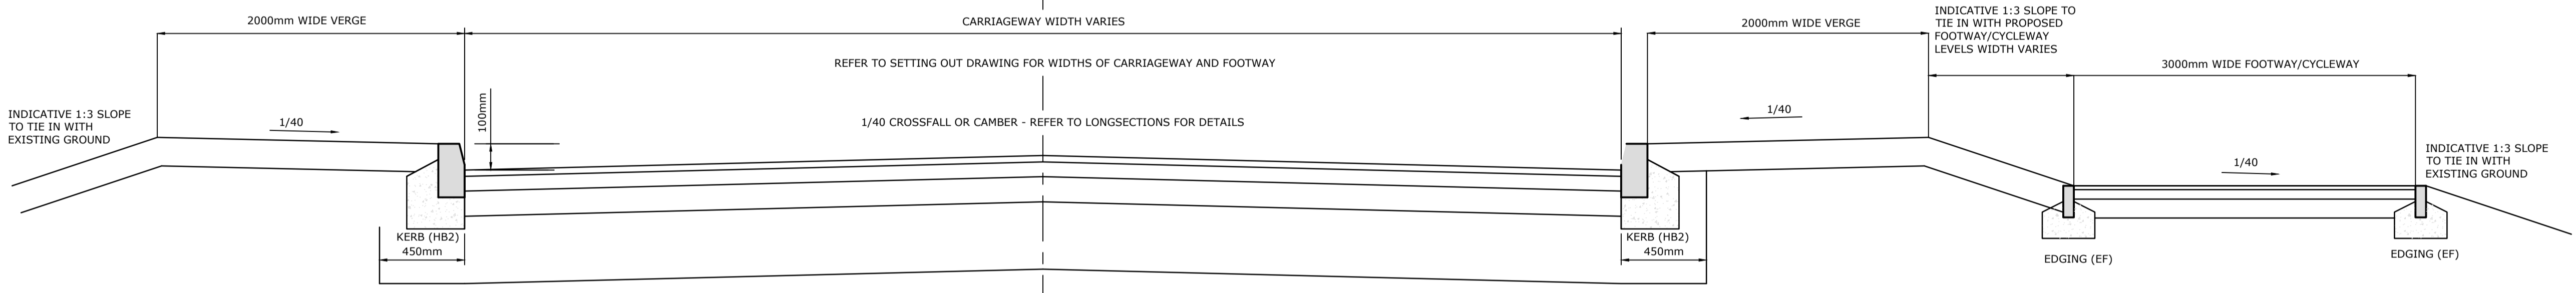 2000mm WIDE VERGE
CARRIAGEWAY WIDTH VARIES
2000mm WIDE VERGE
INDICATIVE 1:3 SLOPE TO
TIE IN WITH PROPOSED
FOOTWAY/CYCLEWAY
LEVELS WIDTH VARIES
REFER TO SETTING OUT DRAWING FOR WIDTHS OF CARRIAGEWAY AND FOOTWAY
3000mm WIDE FOOTWAY/CYCLEWAY
INDICATIVE 1:3 SLOPE
TO TIE IN WITH
EXISTING GROUND
1/40
100mm
1/40 CROSSFALL OR CAMBER - REFER TO LONGSECTIONS FOR DETAILS
1/40
1/40
INDICATIVE 1:3 SLOPE
TO TIE IN WITH
EXISTING GROUND
KERB (HB2)
450mm
KERB (HB2)
450mm
EDGING (EF)
EDGING (EF)